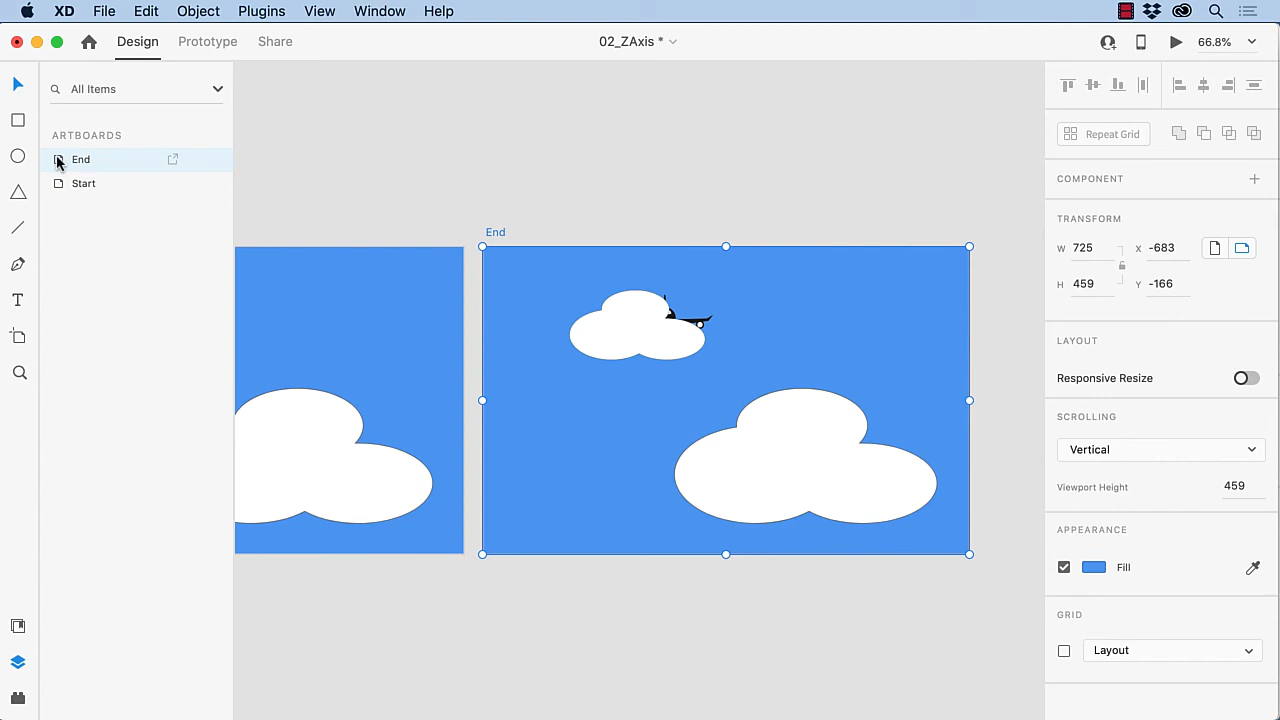 XD File Edit Object Plugins View Window Help
Design Prototype Share
02_ZAxis *
66.8%
All Items
ARTBOARDS
End
Start
End
Repeat Grid
COMPONENT
TRANSFORM
W 725 X -683
H 459 Y -166
LAYOUT
Responsive Resize
SCROLLING
Vertical
Viewport Height 459
APPEARANCE
Fill
GRID
Layout